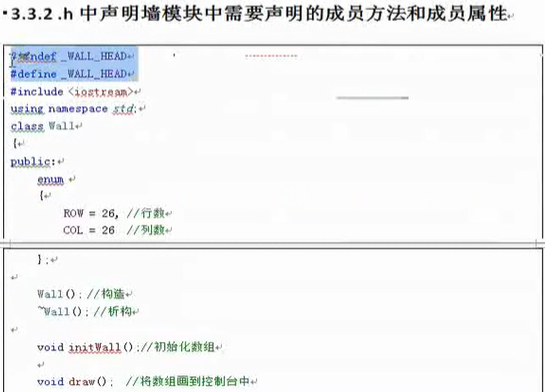 3.3.2 .h 中声明墙模块中需要声明的成员方法和成员属性
#ifndef _WALL_HEAD
#define _WALL_HEAD
#include <iostream>
using namespace std;
class Wall
{
public:
enum
{
ROW = 26, //行数
COL = 26 //列数
};
Wall(); //构造
~Wall(); //析构
void initWall();//初始化数组
void draw(); //将数组画到控制台中